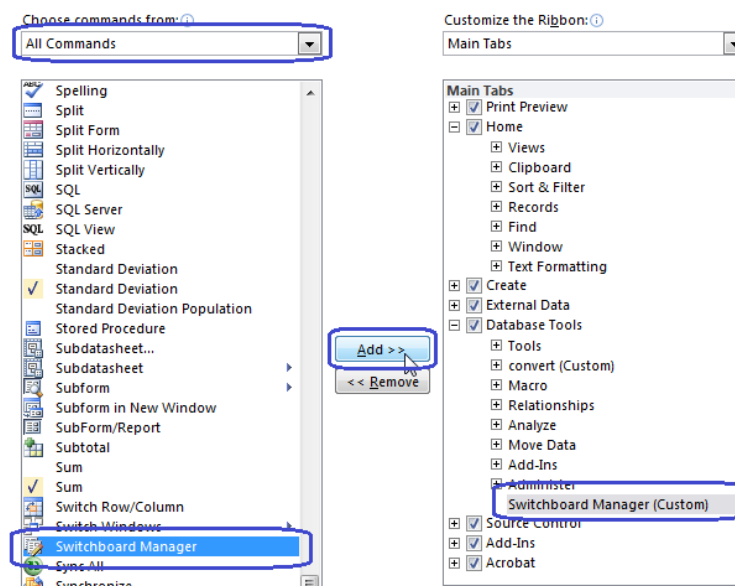 Choose commands from:
All Commands
Spelling
Split
Split Form
Split Horizontally
Split Vertically
SQL SQL
SQL Server
SQL SQL View
Stacked
Standard Deviation
Standard Deviation
Standard Deviation Population
Stored Procedure
Subdatasheet...
Subdatasheet
Subform
Subform in New Window
SubForm/Report
Subtotal
Sum
Sum
Switch Row/Column
Switch Windows
Switchboard Manager
Sync All
Synchronize
Add >>
<< Remove
Customize the Ribbon:
Main Tabs
Main Tabs
Print Preview
Home
Views
Clipboard
Sort & Filter
Records
Find
Window
Text Formatting
Create
External Data
Database Tools
Tools
convert (Custom)
Macro
Relationships
Analyze
Move Data
Add-Ins
Administer
Switchboard Manager (Custom)
Source Control
Add-Ins
Acrobat